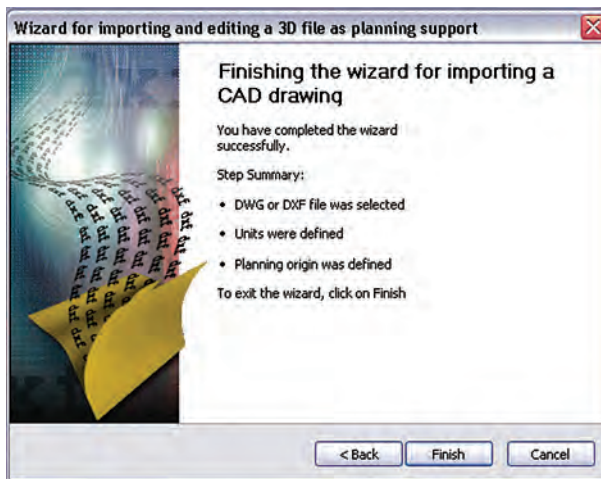 Wizard for importing and editing a 3D file as planning support
Finishing the wizard for importing a
CAD drawing
You have completed the wizard
successfully.
Step Summary:
• DWG or DXF file was selected
• Units were defined
• Planning origin was defined
To exit the wizard, click on Finish
< Back
Finish
Cancel